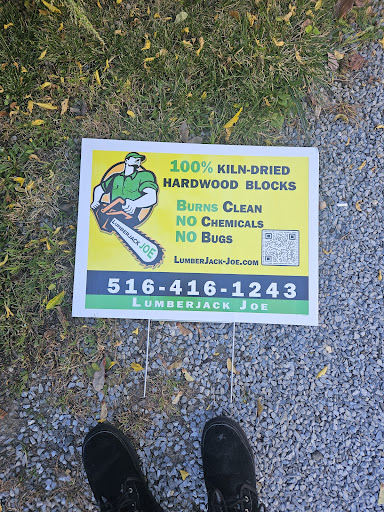 100% KILN-DRIED
HARDWOOD BLOCKS
BURNS CLEAN
NO CHEMICALS
NO BUGS
LUMBERJACK-JOE.COM
LUMBERJACK JOE
516-416-1243
LUMBERJACK JOE